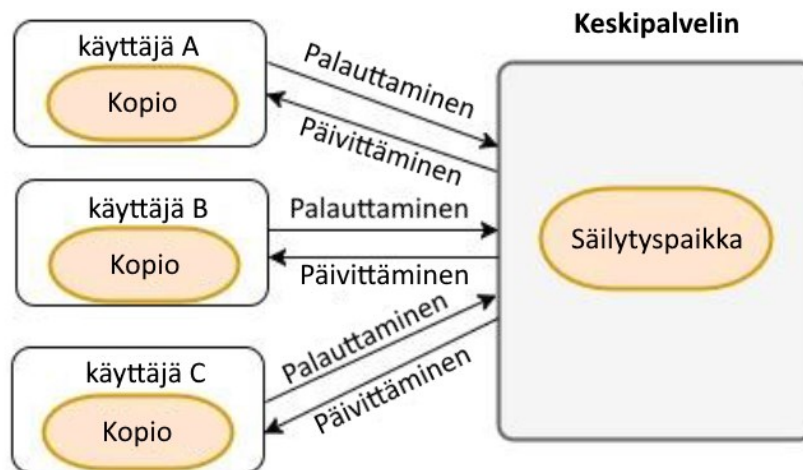 Keskipalvelin
käyttäjä A
Kopio
Palauttaminen
Päivittäminen
käyttäjä B
Kopio
Palauttaminen
Päivittäminen
Säilytyspaikka
käyttäjä C
Kopio
Palauttaminen
Päivittäminen